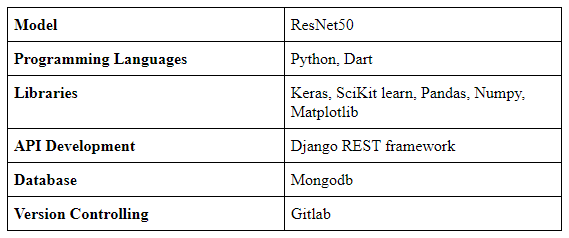 Model ResNet50
Programming Languages Python, Dart
Libraries Keras, SciKit learn, Pandas, Numpy,
Matplotlib
API Development Django REST framework
Database Mongodb
Version Controlling Gitlab